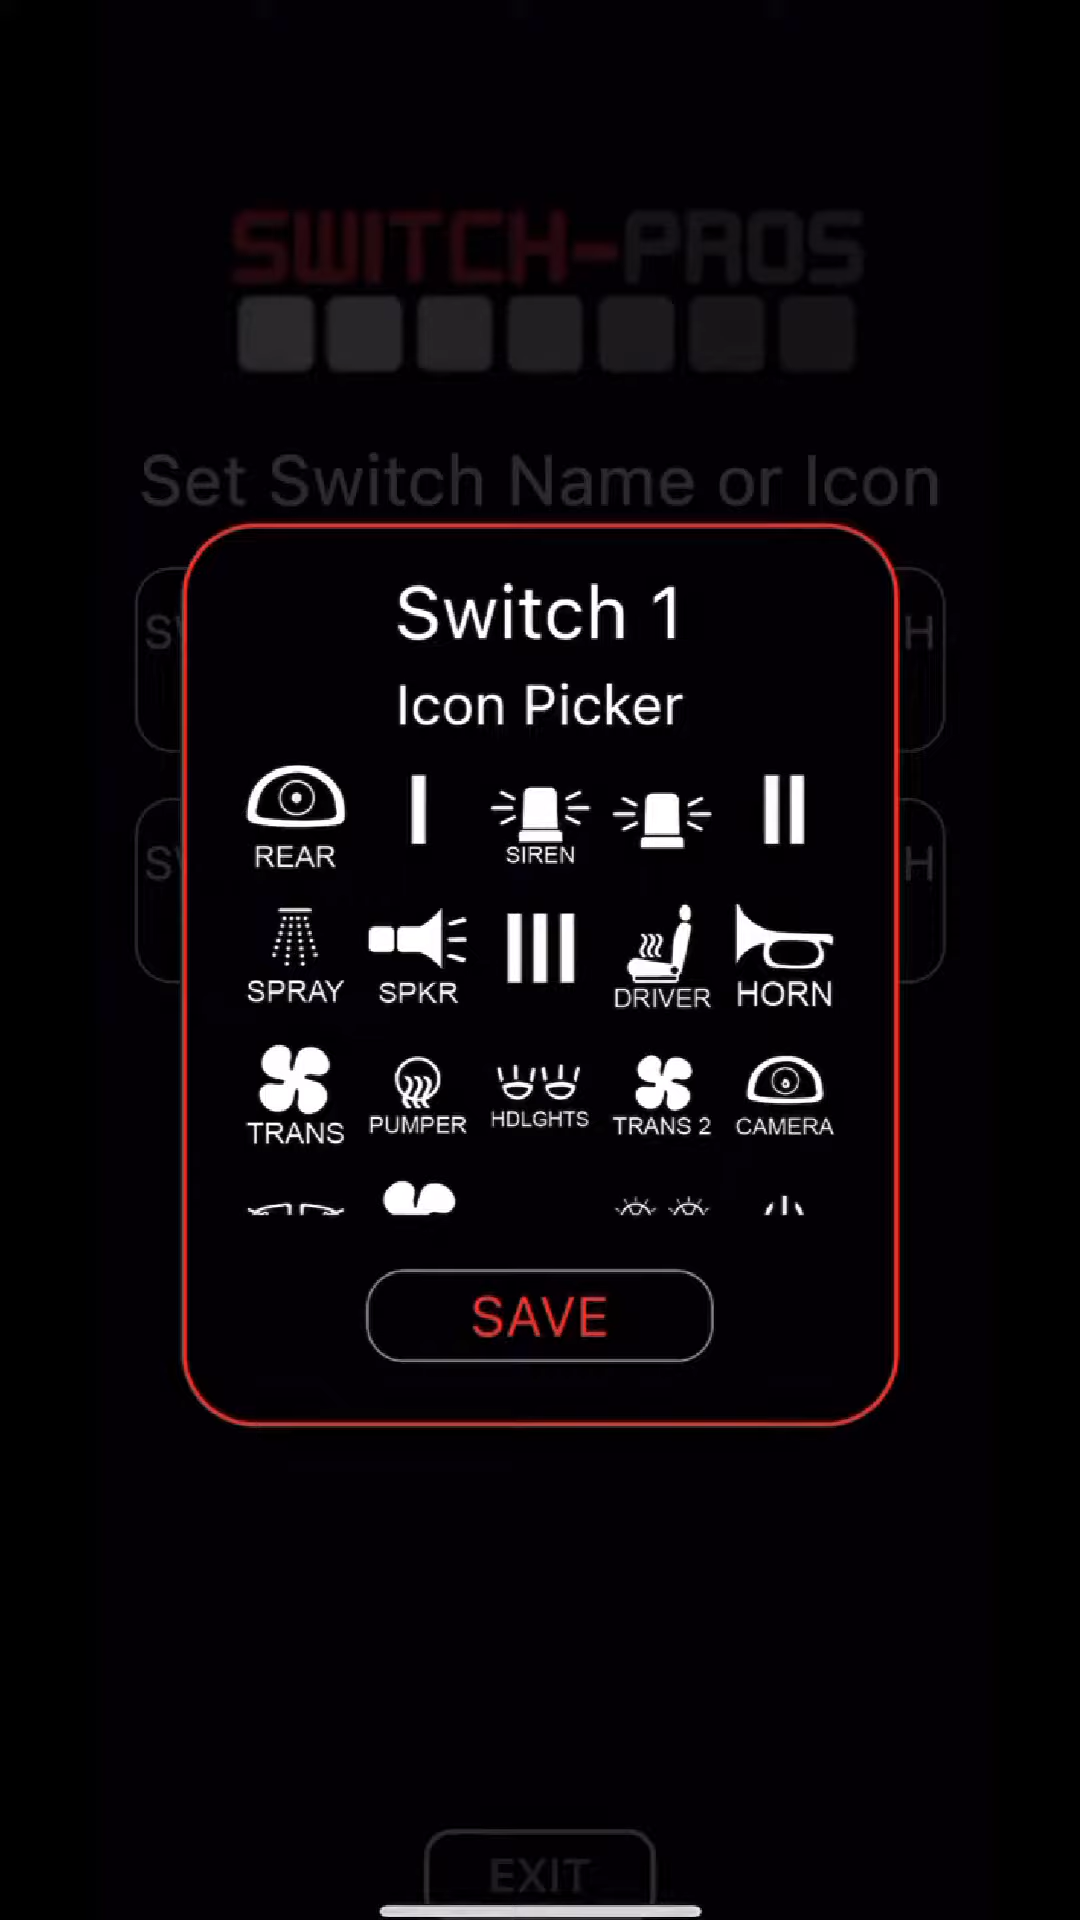 SWITCH-PROS
Set Switch Name or Icon
Switch 1
Icon Picker
REAR
SIREN
SPRAY SPKR DRIVER HORN
TRANS PUMPER HDLGHTS TRANS 2 CAMERA
SAVE
EXIT